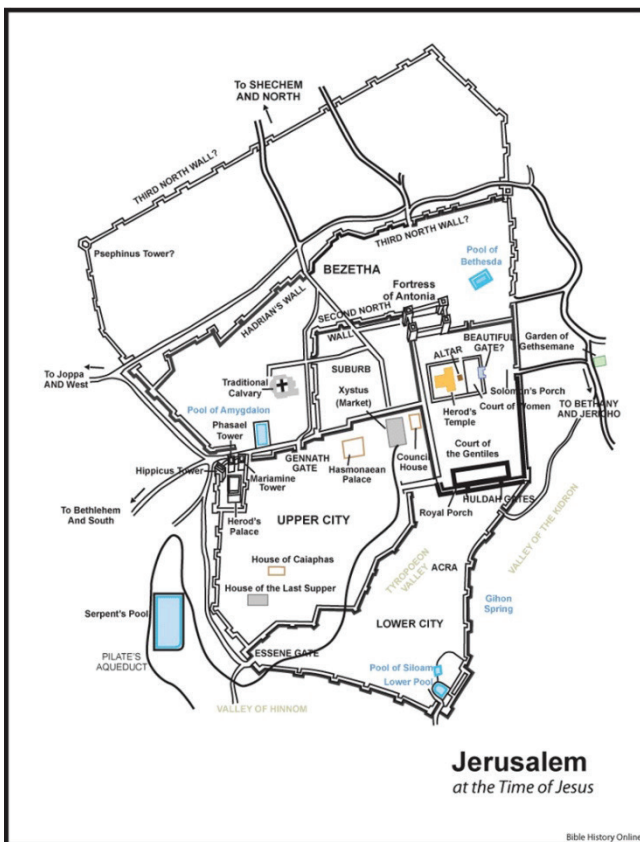 To SHECHEM
AND NORTH
THIRD NORTH WALL?
Psephinus Tower?
THIRD NORTH WALL?
Pool of
Bethesda
BEZETHA
HADRIAN'S WALL
Fortress
of Antonia
SECOND NORTH
WALL
BEAUTIFUL
GATE?
Garden of
Gethsemane
ALTAR
To Joppa
AND West
SUBURB
Traditional
Calvary
Xystus
(Market)
Solomon's Porch
Court of Women
TO BETHANY
AND JERICHO
Herod's
Temple
Pool of Amygdalon
Phasael
Tower
GENNATH
GATE
Hasmonaean
Palace
Council
House
Court of
the Gentiles
Hippicus Tower
Mariamine
Tower
HULDAH GATES
Royal Porch
To Bethlehem
And South
Herod's
Palace
UPPER CITY
VALLEY OF THE KIDRON
TYROPOEON
VALLEY
House of Caiaphas
ACRA
House of the Last Supper
Gihon
Spring
Serpent's Pool
LOWER CITY
ESSENE GATE
PILATE'S
AQUEDUCT
Pool of Siloam
Lower Pool
VALLEY OF HINNOM
Jerusalem
at the Time of Jesus
Bible History Online